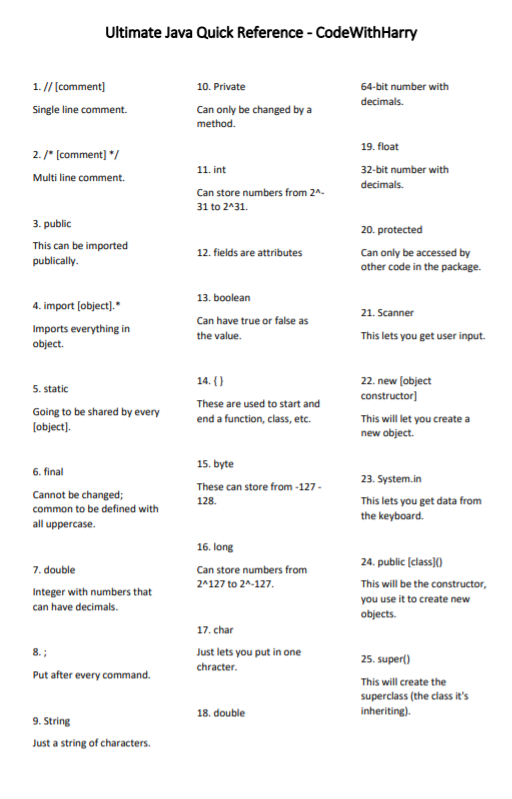 Ultimate Java Quick Reference - CodeWithHarry
1. // [comment]
Single line comment.
2. /* [comment] */
Multi line comment.
3. public
This can be imported
publically.
4. import [object].*
Imports everything in
object.
5. static
Going to be shared by every
[object].
6. final
Cannot be changed;
common to be defined with
all uppercase.
7. double
Integer with numbers that
can have decimals.
8. ;
Put after every command.
9. String
Just a string of characters.
10. Private
Can only be changed by a
method.
11. int
Can store numbers from 2^-
31 to 2^31.
12. fields are attributes
13. boolean
Can have true or false as
the value.
14. { }
These are used to start and
end a function, class, etc.
15. byte
These can store from -127 -
128.
16. long
Can store numbers from
2^127 to 2^-127.
17. char
Just lets you put in one
chracter.
18. double
64-bit number with
decimals.
19. float
32-bit number with
decimals.
20. protected
Can only be accessed by
other code in the package.
21. Scanner
This lets you get user input.
22. new [object
constructor]
This will let you create a
new object.
23. System.in
This lets you get data from
the keyboard.
24. public [class]()
This will be the constructor,
you use it to create new
objects.
25. super()
This will create the
superclass (the class it's
inheriting).